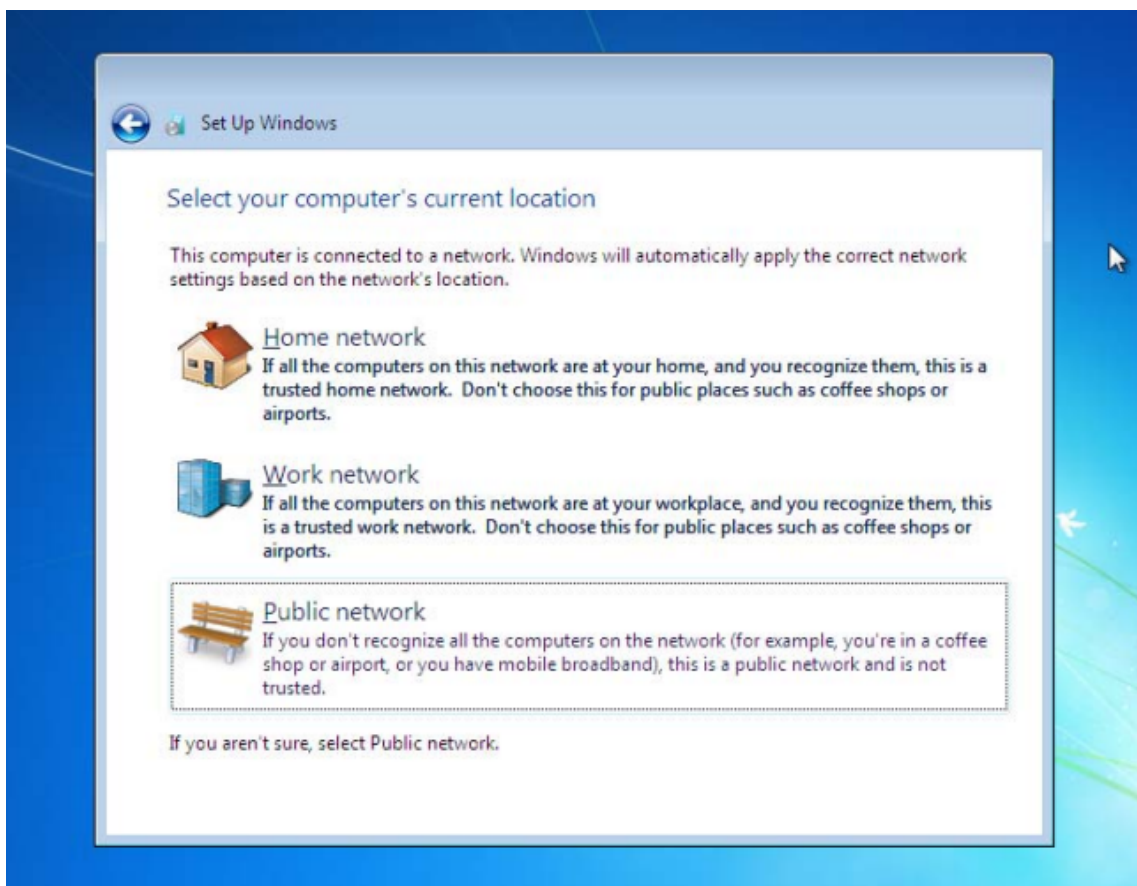 Set Up Windows
Select your computer's current location
This computer is connected to a network. Windows will automatically apply the correct network
settings based on the network's location.
Home network
If all the computers on this network are at your home, and you recognize them, this is a
trusted home network.  Don't choose this for public places such as coffee shops or
airports.
Work network
If all the computers on this network are at your workplace, and you recognize them, this
is a trusted work network.  Don't choose this for public places such as coffee shops or
airports.
Public network
If you don't recognize all the computers on the network (for example, you're in a coffee
shop or airport, or you have mobile broadband), this is a public network and is not
trusted.
If you aren't sure, select Public network.